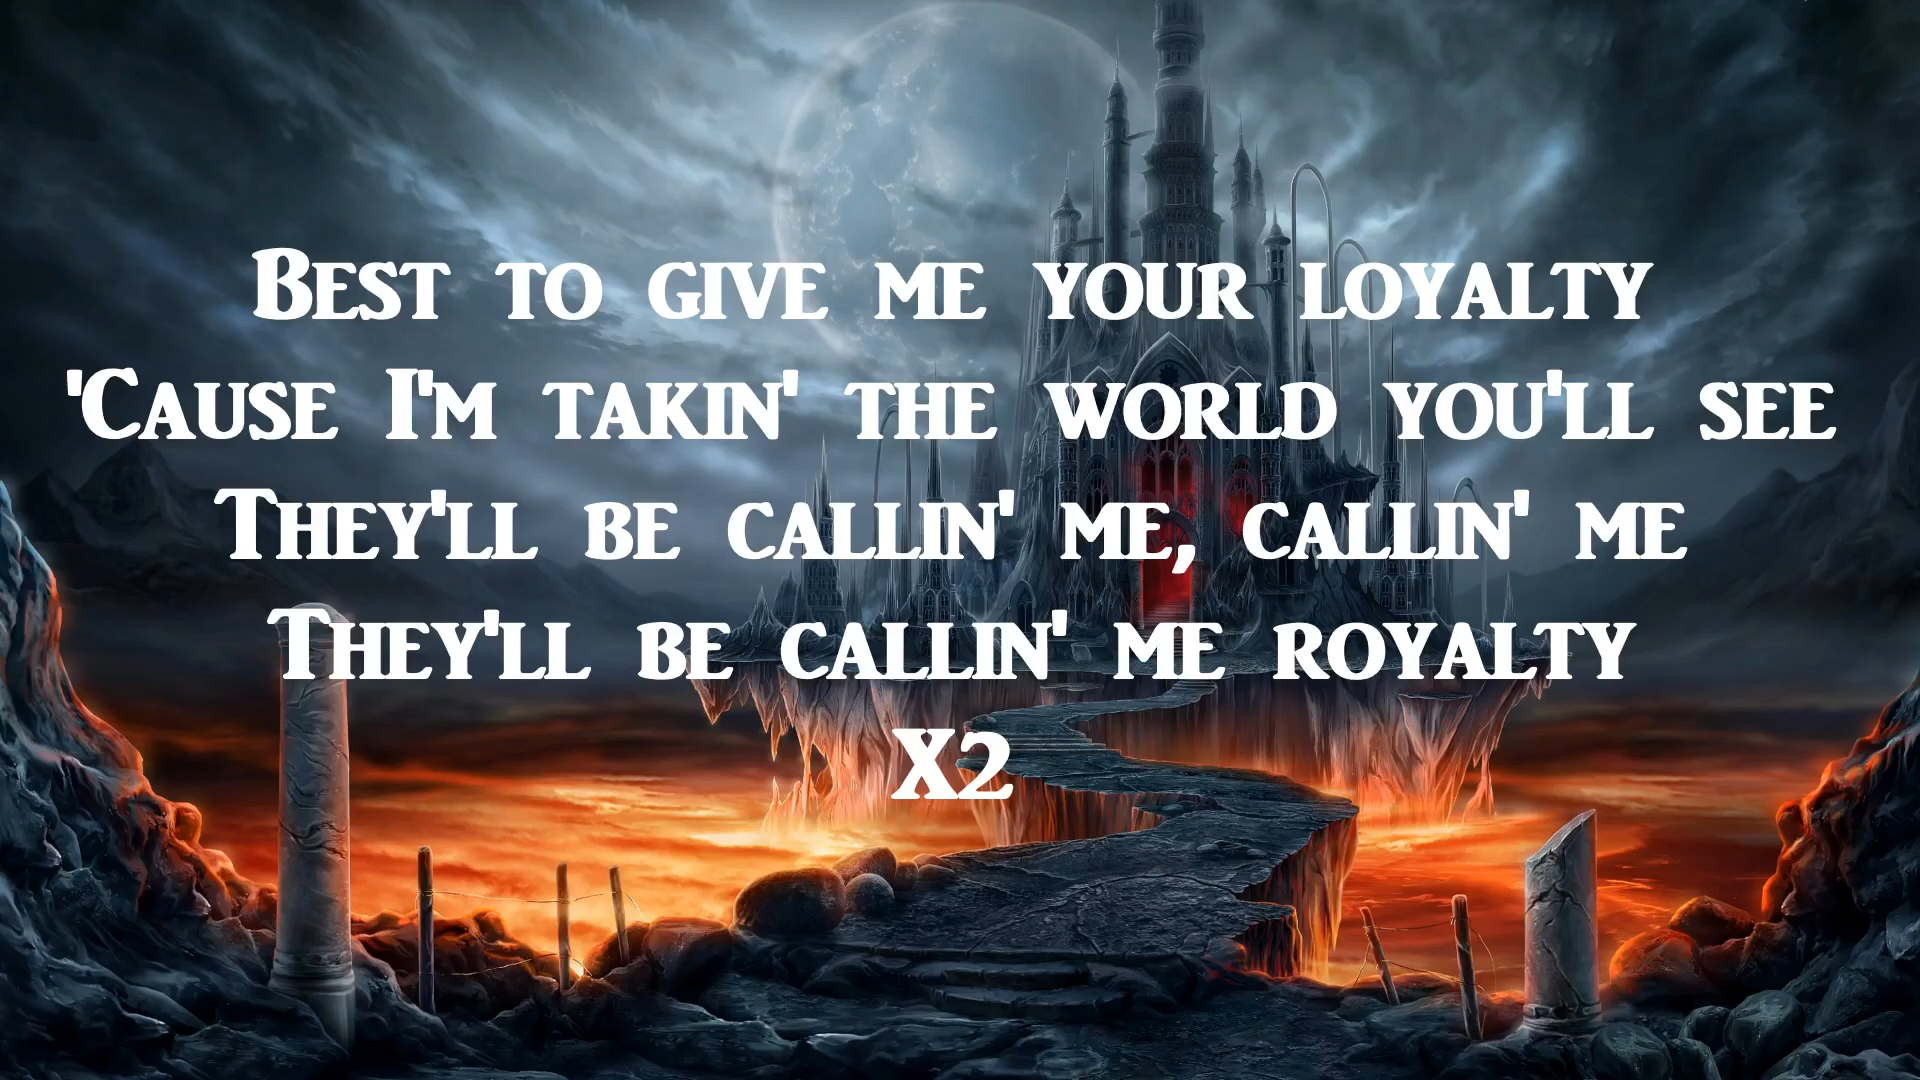 Best to give me your loyalty
'Cause I'm takin' the world you'll see
They'll be callin' me, callin' me
They'll be callin' me royalty
X2